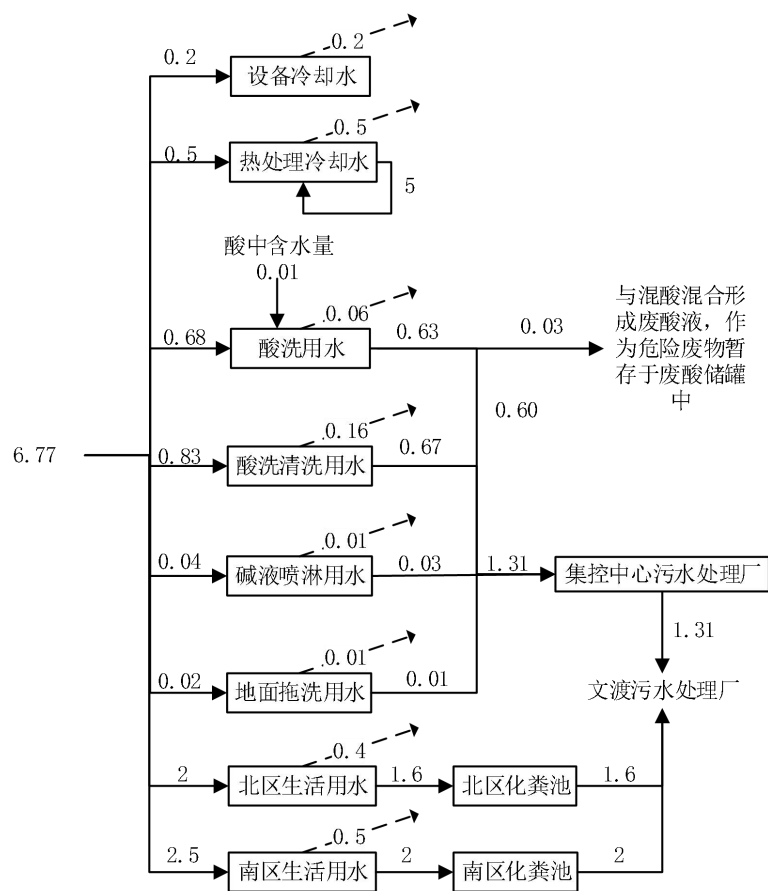 0.2
0.2
设备冷却水
0.5
0.5
热处理冷却水
5
酸中含水量
0.01
0.06
0.68
酸洗用水
0.63
0.03
与混酸混合形
成废酸液，作
为危险废物暂
存于废酸储罐
中
0.60
6.77
0.16
0.83
酸洗清洗用水
0.67
0.01
0.04
碱液喷淋用水
0.03
1.31
集控中心污水处理厂
1.31
0.01
0.02
地面拖洗用水
0.01
文渡污水处理厂
0.4
2
北区生活用水
1.6
北区化粪池
1.6
0.5
2.5
南区生活用水
2
南区化粪池
2